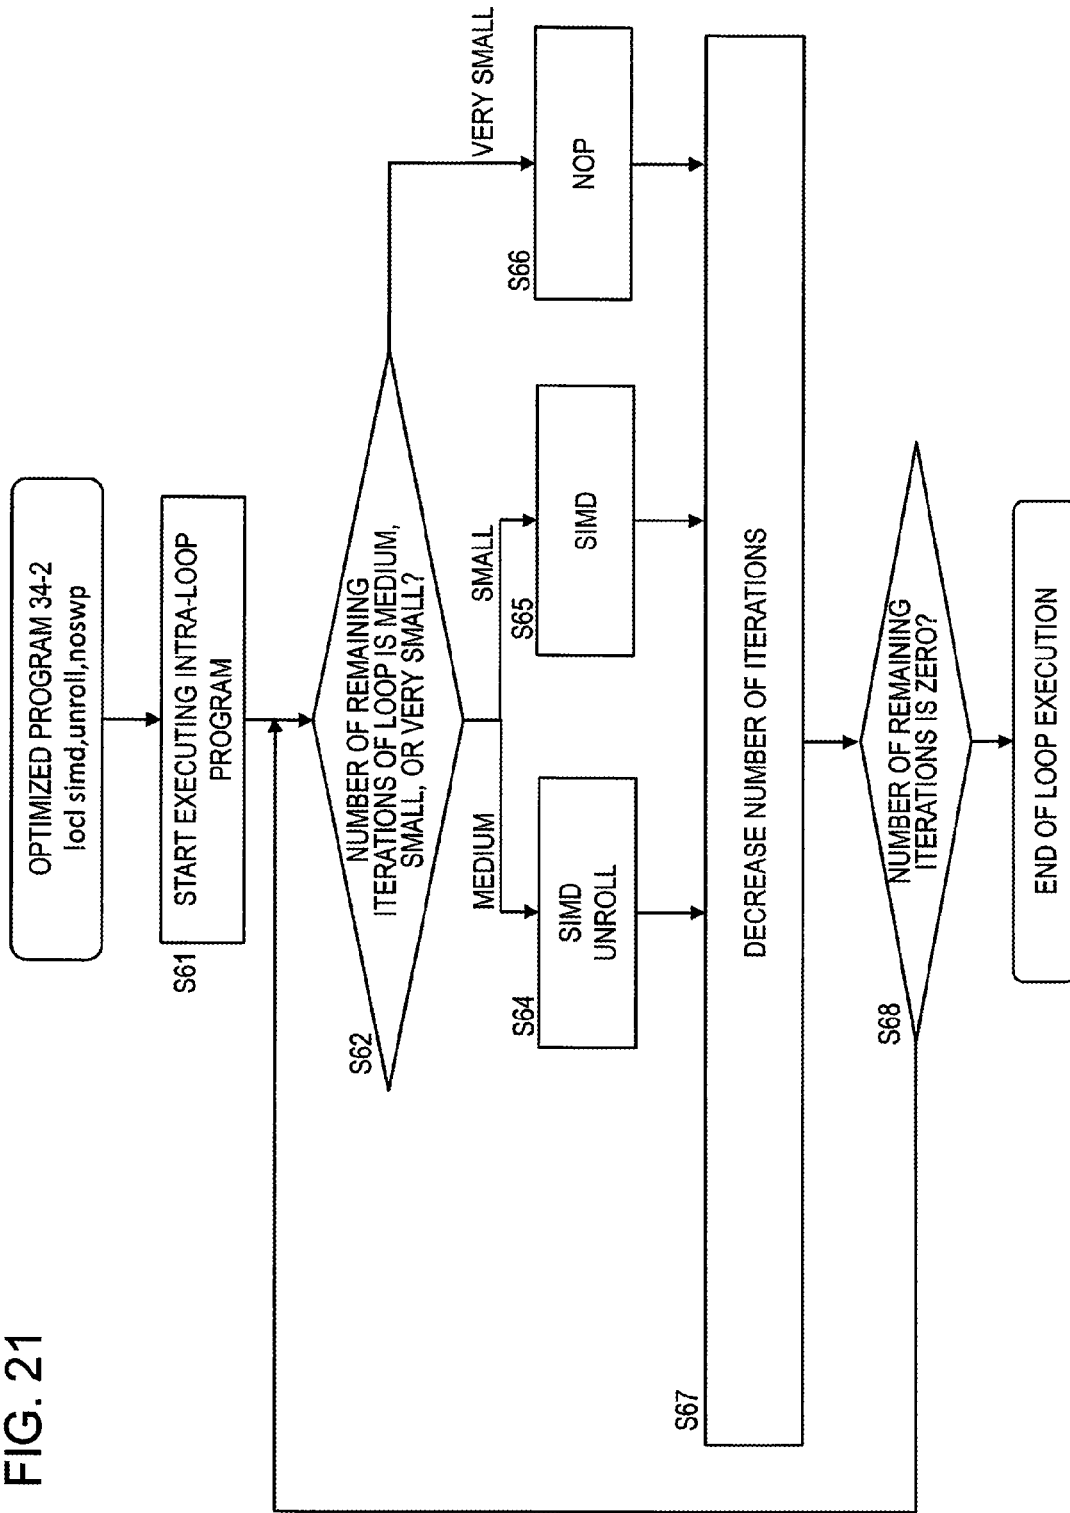 FIG. 21
OPTIMIZED PROGRAM 34-2
locl simd,unroll,noswp
S61
START EXECUTING INTRA-LOOP
PROGRAM
S62
NUMBER OF REMAINING
ITERATIONS OF LOOP IS MEDIUM,
SMALL, OR VERY SMALL?
MEDIUM
SMALL
VERY SMALL
S64
SIMD
UNROLL
S65
SIMD
S66
NOP
S67
DECREASE NUMBER OF ITERATIONS
S68
NUMBER OF REMAINING
ITERATIONS IS ZERO?
END OF LOOP EXECUTION